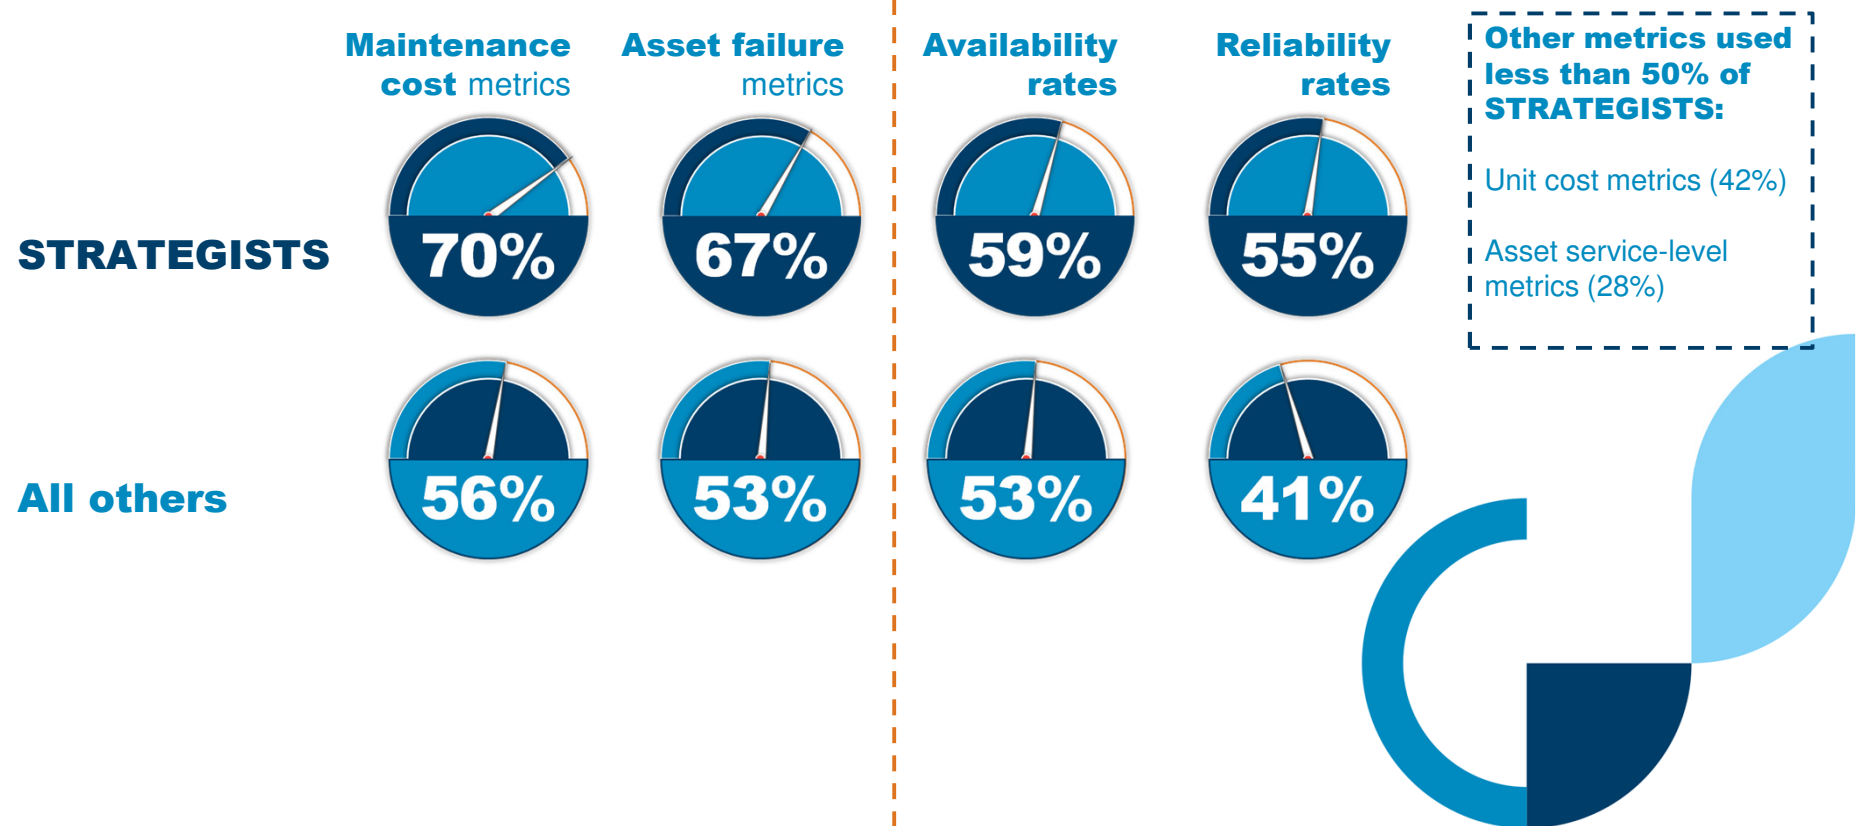 Maintenance
cost metrics
Asset failure
metrics
Availability
rates
Reliability
rates
Other metrics used
less than 50% of
STRATEGISTS:
Unit cost metrics (42%)
Asset service-level
metrics (28%)
STRATEGISTS
70%
67%
59%
55%
All others
56%
53%
53%
41%